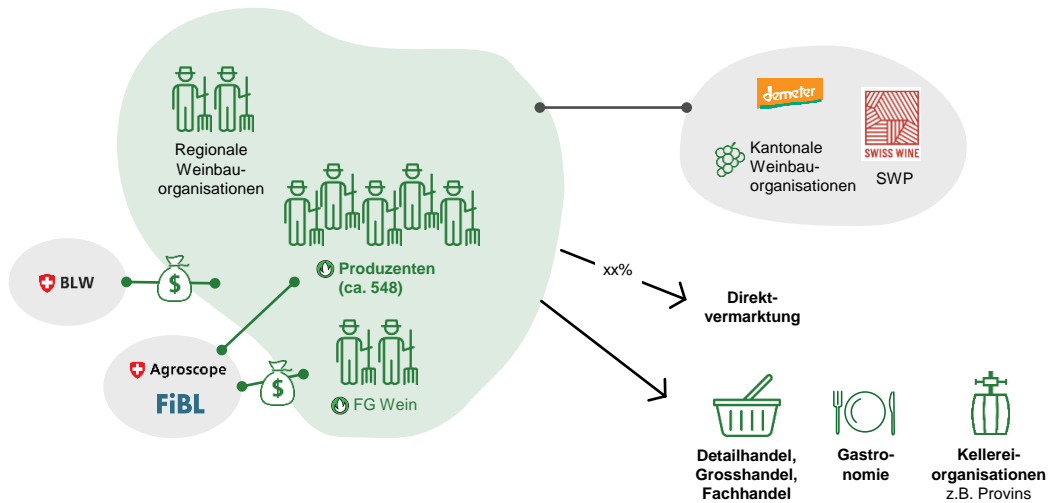 Regionale
Weinbau-
organisationen
demeter
Kantonale
Weinbau-
organisationen
SWISS WINE
SWP
Produzenten
(ca. 548)
BLW
$
xx%
Direkt-
vermarktung
Agroscope
FiBL
$
FG Wein
Detailhandel,
Grosshandel,
Fachhandel
Gastro-
nomie
Kellerei-
organisationen
z.B. Provins